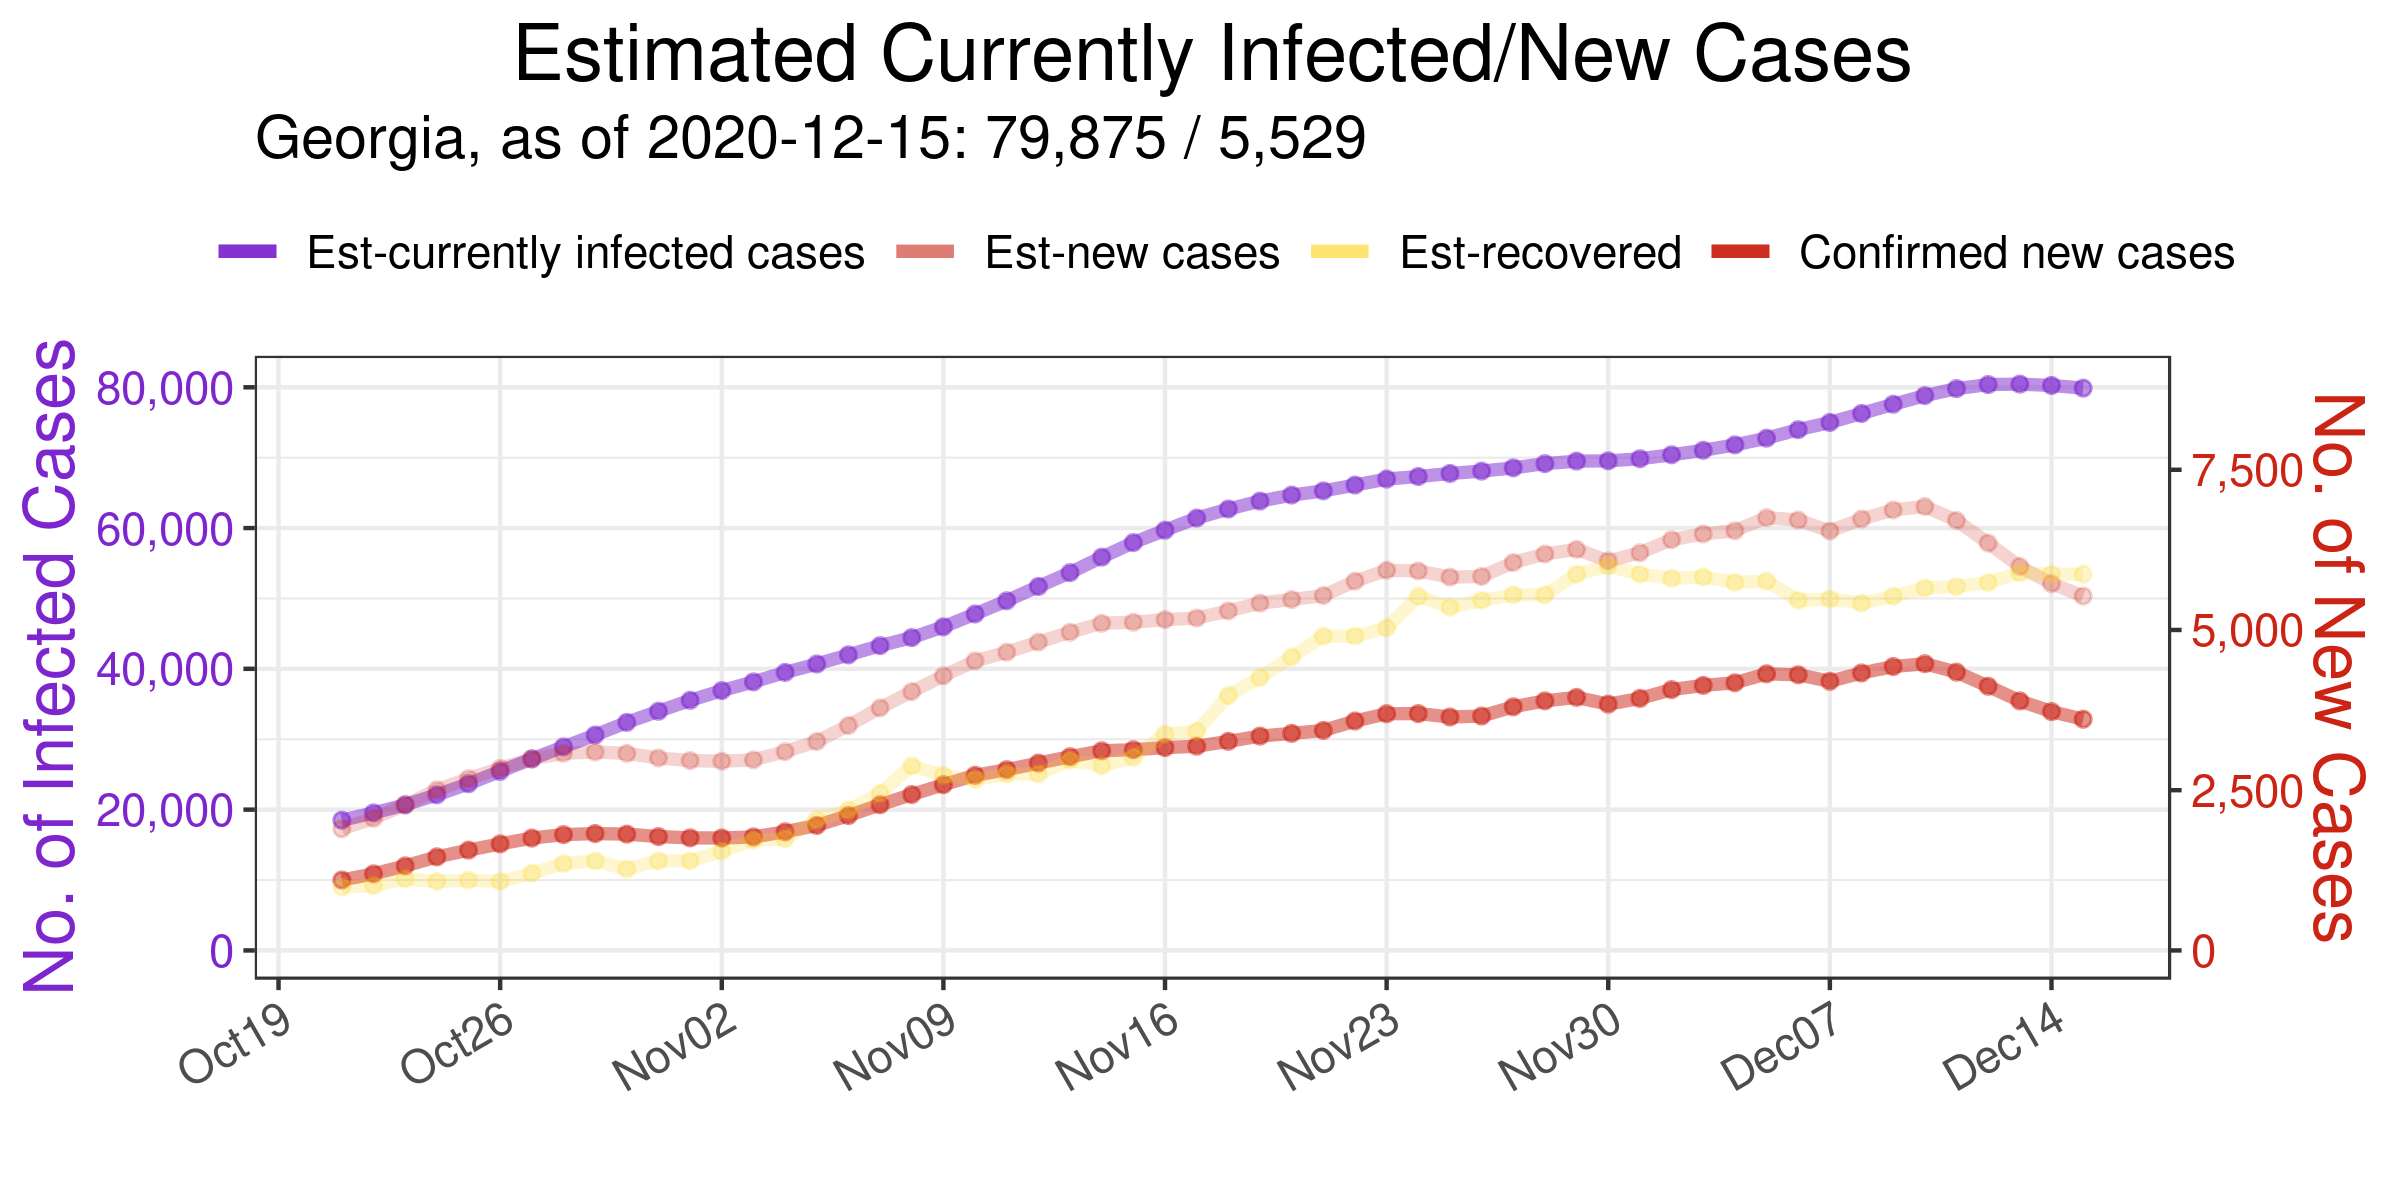 Estimated Currently Infected/New Cases
Georgia, as of 2020-12-15: 79,875 / 5,529
Est-currently infected cases Est-new cases Est-recovered Confirmed new cases
No. of Infected Cases
80,000
60,000
40,000
20,000
0
7,500
5,000
2,500
0
No. of New Cases
Oct19 Oct26 Nov02 Nov09 Nov16 Nov23 Nov30 Dec07 Dec14